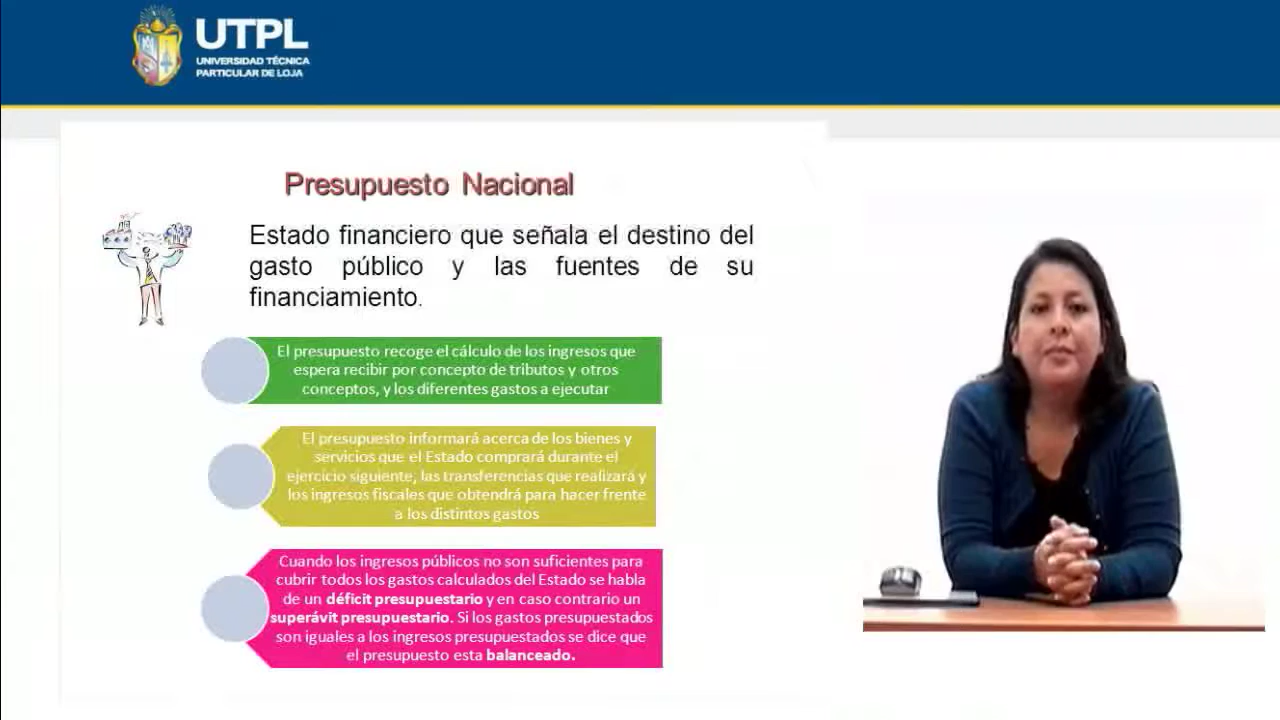 UTPL
UNIVERSIDAD TÉCNICA
PARTICULAR DE LOJA
Presupuesto Nacional
Estado financiero que señala el destino del
gasto público y las fuentes de su
financiamiento.
El presupuesto recoge el cálculo de los ingresos que
espera recibir por concepto de tributos y otros
conceptos, y los diferentes gastos a ejecutar
El presupuesto informará acerca de los bienes y
servicios que el Estado comprará durante el
ejercicio siguiente, las transferencias que realizará y
los ingresos fiscales que obtendrá para hacer frente
a los distintos gastos
Cuando los ingresos públicos no son suficientes para
cubrir todos los gastos calculados del Estado se habla
de un déficit presupuestario y en caso contrario un
superávit presupuestario. Si los gastos presupuestados
son iguales a los ingresos presupuestados se dice que
el presupuesto esta balanceado.